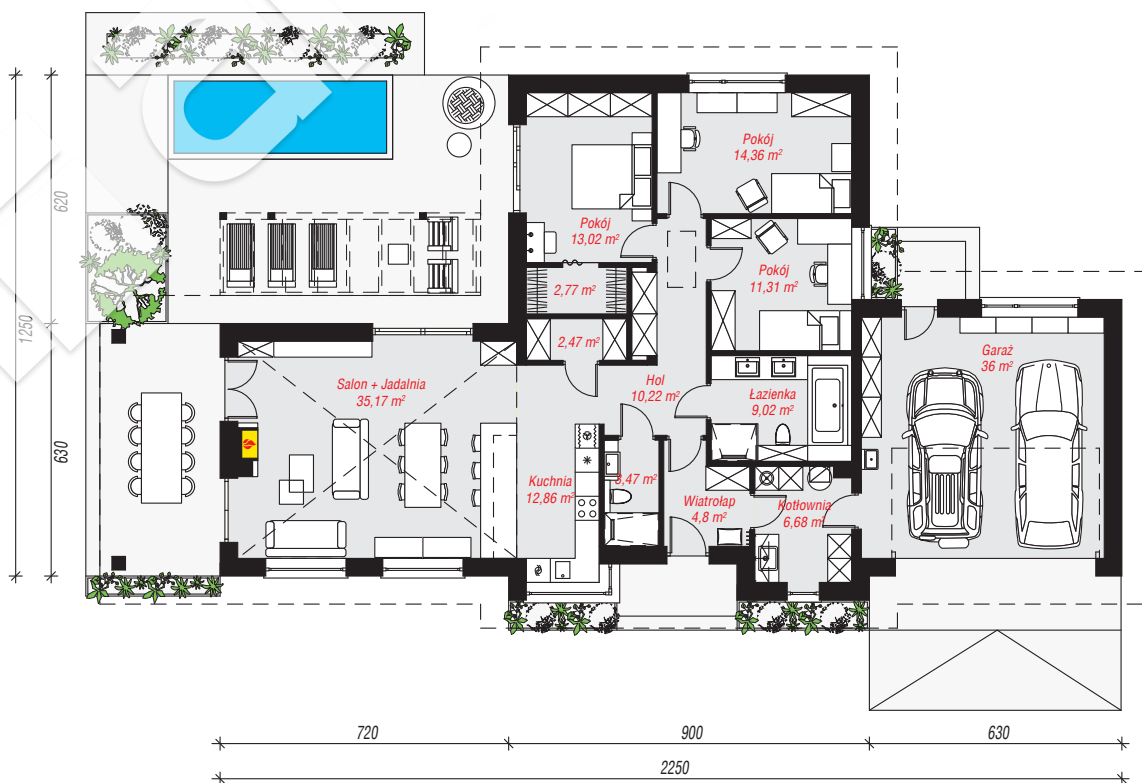 Pokój
14,36 m²
Pokój
13,02 m²
Pokój
11,31 m²
2,77 m²
2,47 m²
Garaż
36 m²
Salon + Jadalnia
35,17 m²
Hol
10,22 m²
Łazienka
9,02 m²
Kuchnia
12,86 m²
3,47 m²
Wiatrołap
4,8 m²
Kotłownia
6,68 m²
1250
620
630
720
900
630
2250